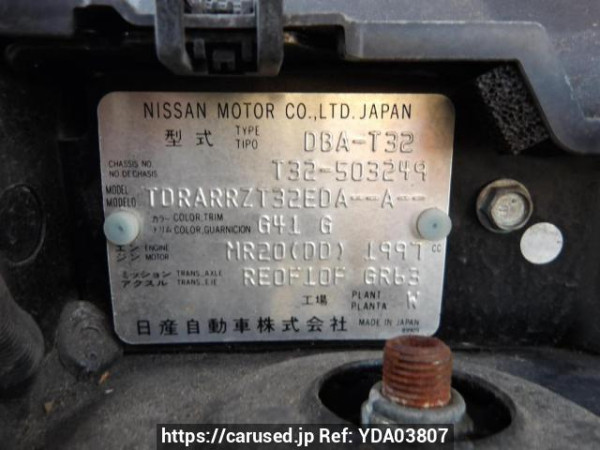 NISSAN MOTOR CO.,LTD. JAPAN
型式 TYPE TIPO DBA-T32
CHASSIS NO. NO DE CHASIS T32-503249
MODEL MODELO TDRARRZT32EDA--A--
カラートリム COLOR,TRIM COLOR,GUARNICION G41 G
エンジン ENGINE MOTOR MR20(DD) 1997 CC
ミッションアクスル TRANS.,AXLE TRANS.,EJE RE0F10F GR63
工場 PLANT PLANTA W
日産自動車株式会社 MADE IN JAPAN
https://carused.jp Ref: YDA03807